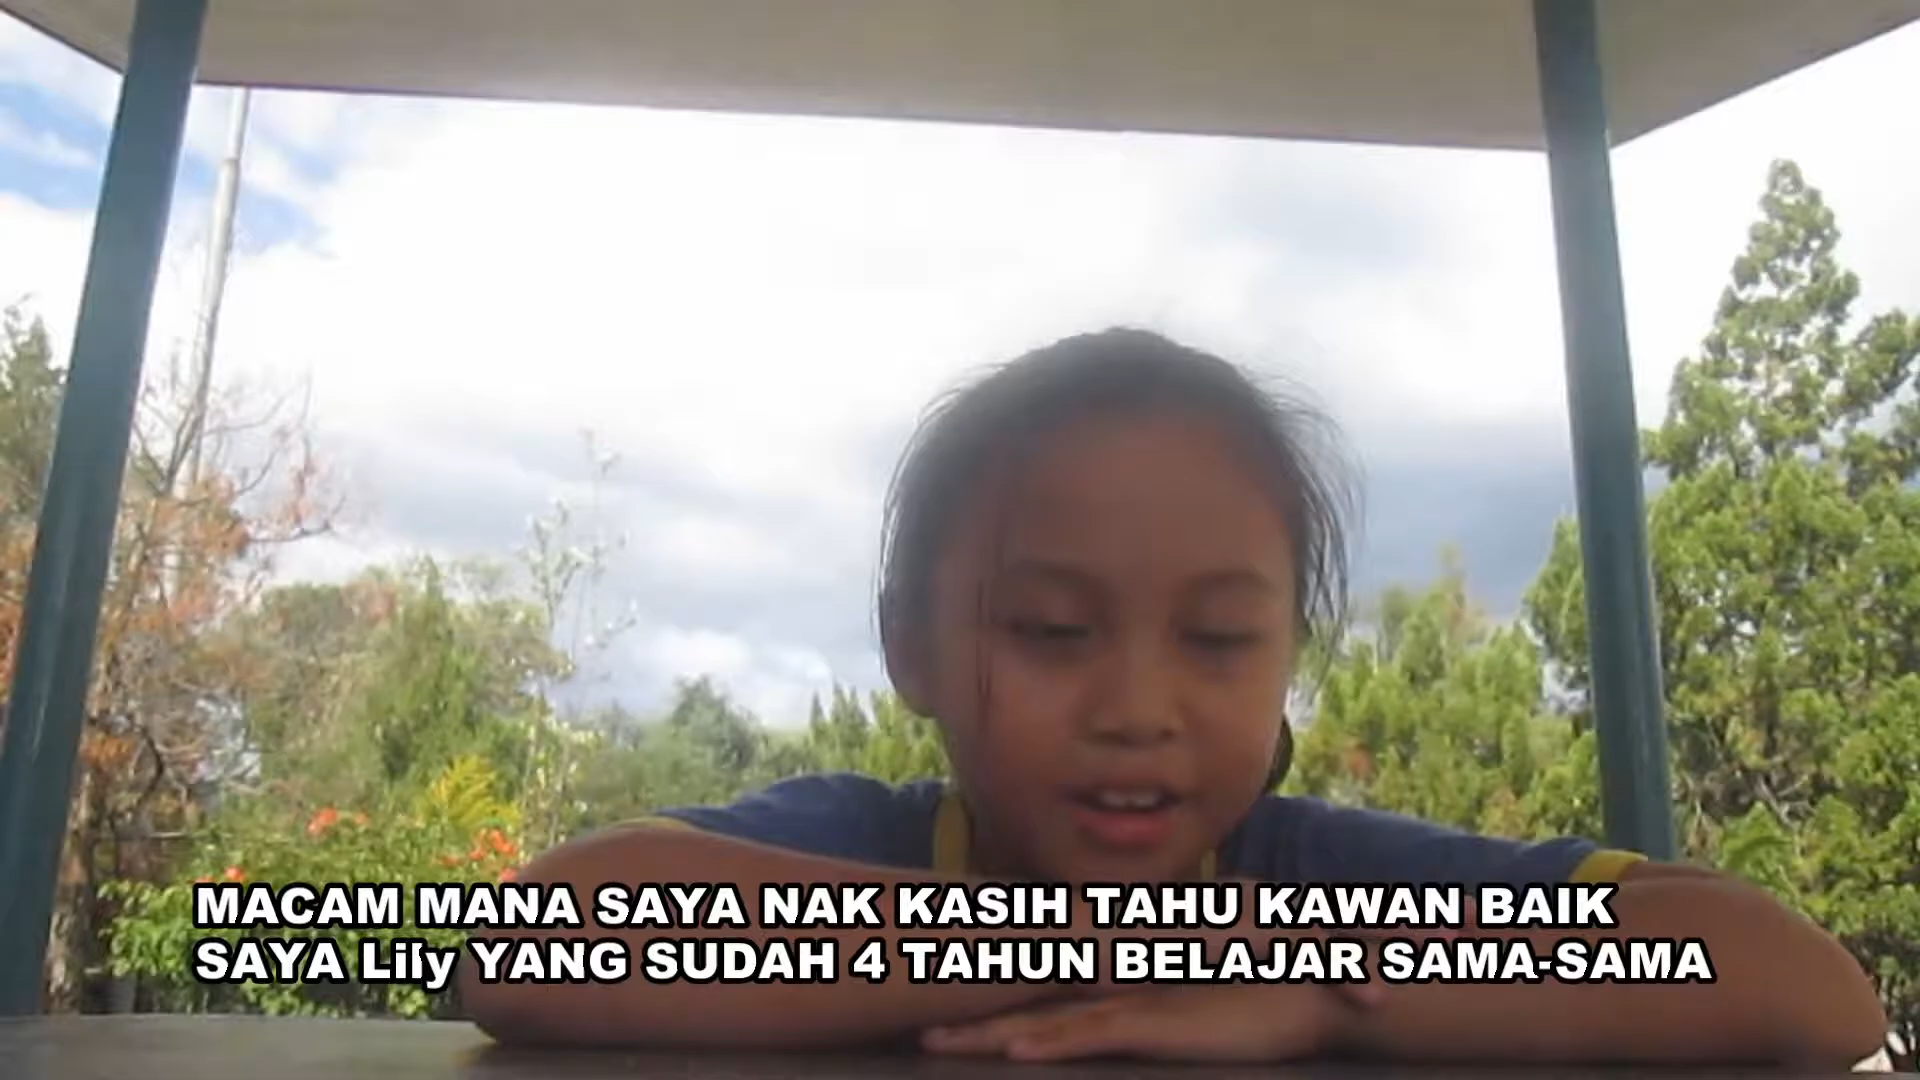 MACAM MANA SAYA NAK KASIH TAHU KAWAN BAIK
SAYA Lily YANG SUDAH 4 TAHUN BELAJAR SAMA-SAMA